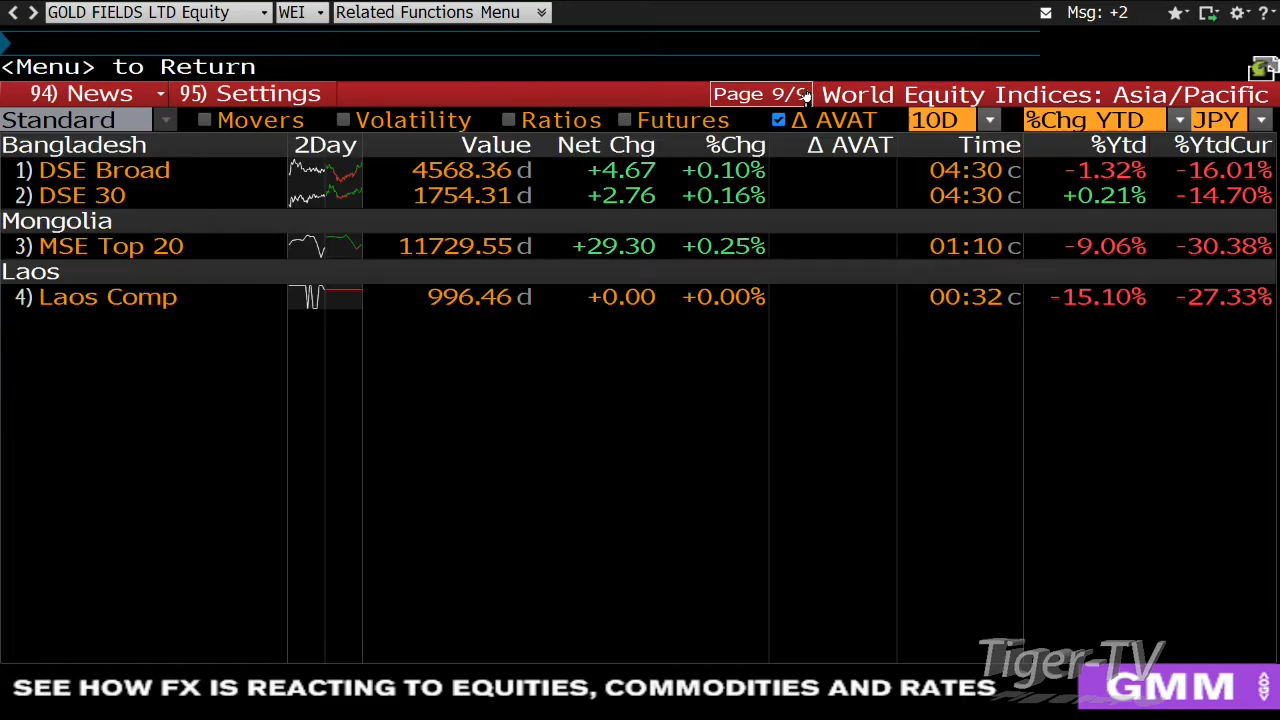 GOLD FIELDS LTD Equity WEI Related Functions Menu Msg: +2 ?
<Menu> to Return
94) News 95) Settings Page 9/9 World Equity Indices: Asia/Pacific
Standard Movers Volatility Ratios Futures Δ AVAT 10D %Chg YTD JPY
Bangladesh 2Day Value Net Chg %Chg Δ AVAT Time %Ytd %YtdCur
1) DSE Broad 4568.36 d +4.67 +0.10% 04:30 c -1.32% -16.01%
2) DSE 30 1754.31 d +2.76 +0.16% 04:30 c +0.21% -14.70%
Mongolia
3) MSE Top 20 11729.55 d +29.30 +0.25% 01:10 c -9.06% -30.38%
Laos
4) Laos Comp 996.46 d +0.00 +0.00% 00:32 c -15.10% -27.33%
Tiger-TV
SEE HOW FX IS REACTING TO EQUITIES, COMMODITIES AND RATES GMM